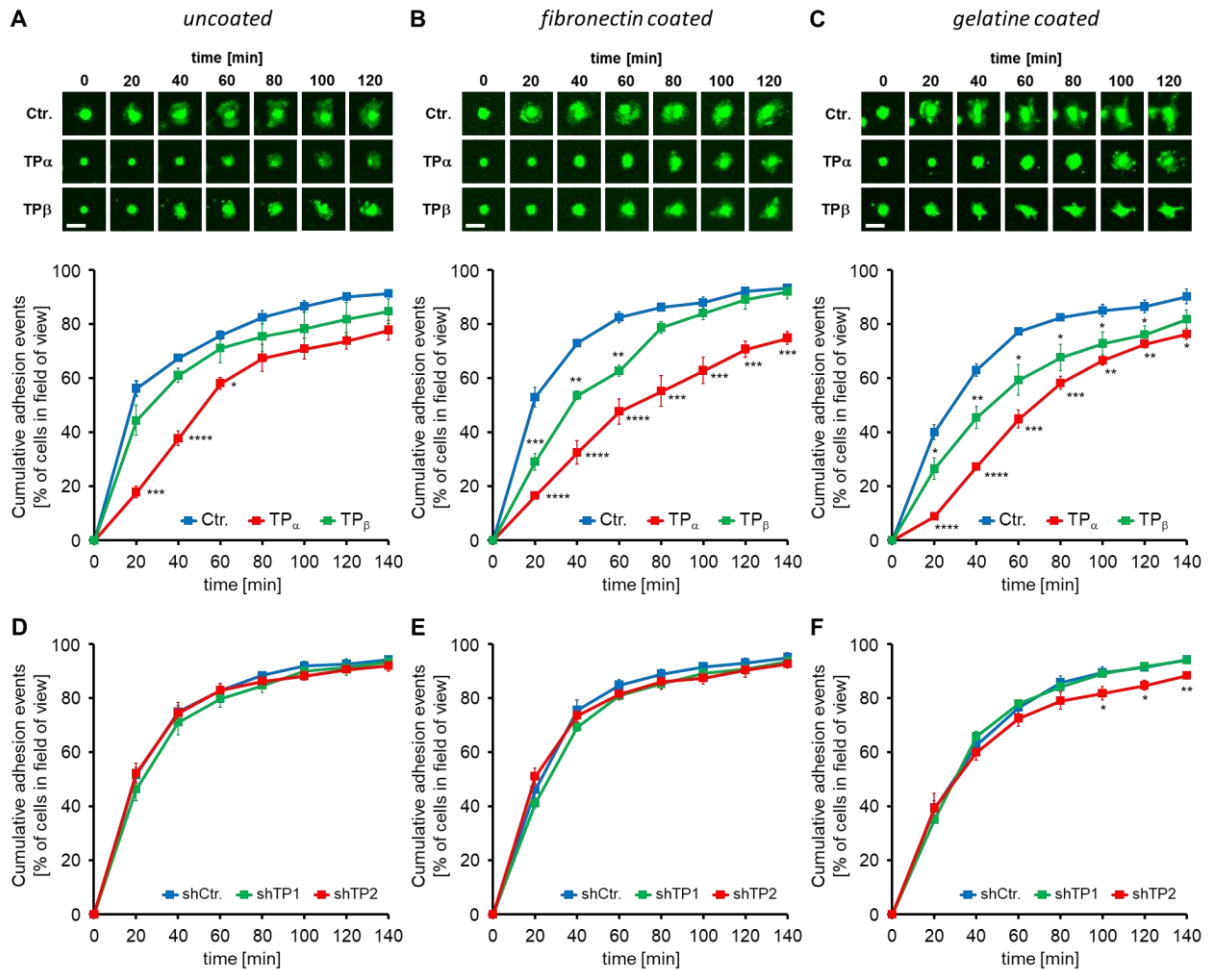 A uncoated
time [min]
0 20 40 60 80 100 120
Ctr.
TPα
TPβ
Cumulative adhesion events
[% of cells in field of view]
100
80
60
40
20
0
***
****
*
Ctr. TPα TPβ
0 20 40 60 80 100 120 140
time [min]
B fibronectin coated
time [min]
0 20 40 60 80 100 120
Ctr.
TPα
TPβ
Cumulative adhesion events
[% of cells in field of view]
100
80
60
40
20
0
***
**
**
****
****
****
***
***
***
***
Ctr. TPα TPβ
0 20 40 60 80 100 120 140
time [min]
C gelatine coated
time [min]
0 20 40 60 80 100 120
Ctr.
TPα
TPβ
Cumulative adhesion events
[% of cells in field of view]
100
80
60
40
20
0
*
**
*
*
*
*
****
****
***
***
**
**
*
Ctr. TPα TPβ
0 20 40 60 80 100 120 140
time [min]
D
Cumulative adhesion events
[% of cells in field of view]
100
80
60
40
20
0
shCtr. shTP1 shTP2
0 20 40 60 80 100 120 140
time [min]
E
Cumulative adhesion events
[% of cells in field of view]
100
80
60
40
20
0
shCtr. shTP1 shTP2
0 20 40 60 80 100 120 140
time [min]
F
Cumulative adhesion events
[% of cells in field of view]
100
80
60
40
20
0
*
*
**
shCtr. shTP1 shTP2
0 20 40 60 80 100 120 140
time [min]